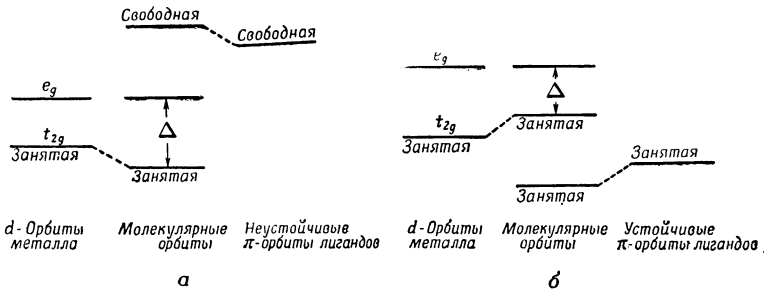 Свободная
Свободная
e_g
Δ
t_2g
Занятая
Занятая
d-Орбиты
металла
Молекулярные
орбиты
Неустойчивые
π-орбиты лигандов
а
e_g
Δ
t_2g
Занятая
Занятая
Занятая
Занятая
d-Орбиты
металла
Молекулярные
орбиты
Устойчивые
π-орбиты лигандов
б